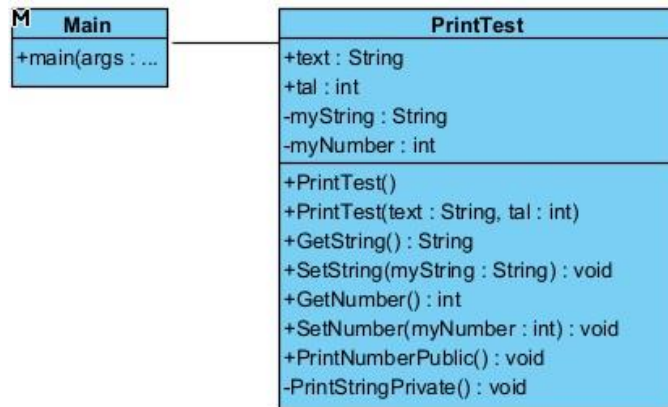 M
Main
+main(args : ...
PrintTest
+text : String
+tal : int
-myString : String
-myNumber : int
+PrintTest()
+PrintTest(text : String, tal : int)
+GetString() : String
+SetString(myString : String) : void
+GetNumber() : int
+SetNumber(myNumber : int) : void
+PrintNumberPublic() : void
-PrintStringPrivate() : void